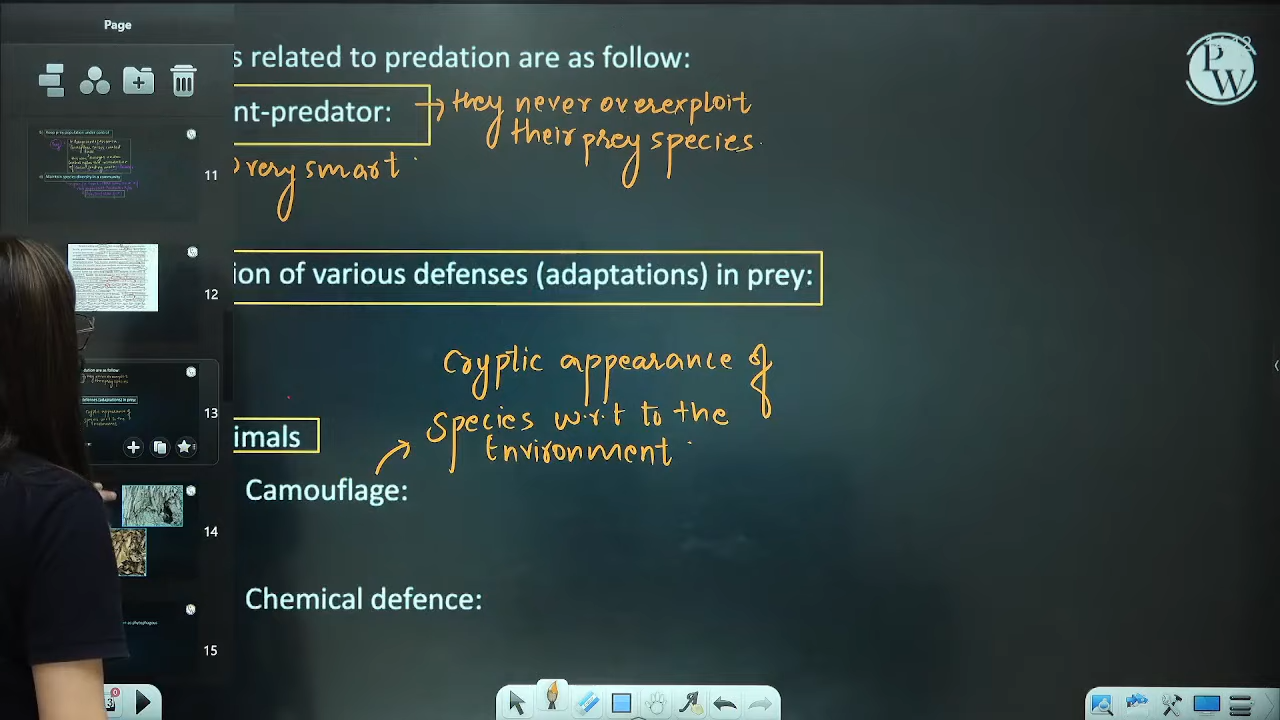 Page
s related to predation are as follow:
nt-predator:
they never overexploit
their prey species
very smart
ion of various defenses (adaptations) in prey:
Cryptic appearance of
Species w.r.t to the
Environment
imals
Camouflage:
Chemical defence:
11
12
13
14
15
PW